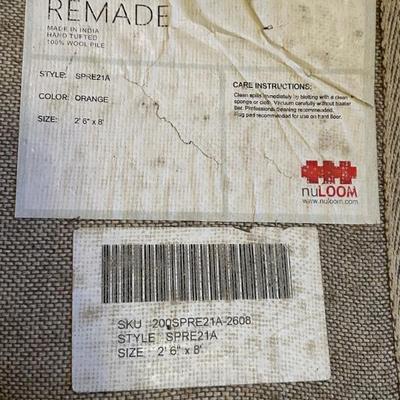 REMADE
MADE IN INDIA
HAND TUFTED
100% WOOL PILE
STYLE: SPRE21A
COLOR: ORANGE
SIZE: 2' 6" x 8'
CARE INSTRUCTIONS:
Clean spills immediately by blotting with a clean
sponge or cloth. Vacuum carefully without beater
bar. Professional cleaning recommended.
Rug pad recommended for use on hard floor.
nuLOOM
www.nuloom.com
SKU : 200SPRE21A-2608
STYLE : SPRE21A
SIZE : 2' 6" x 8'